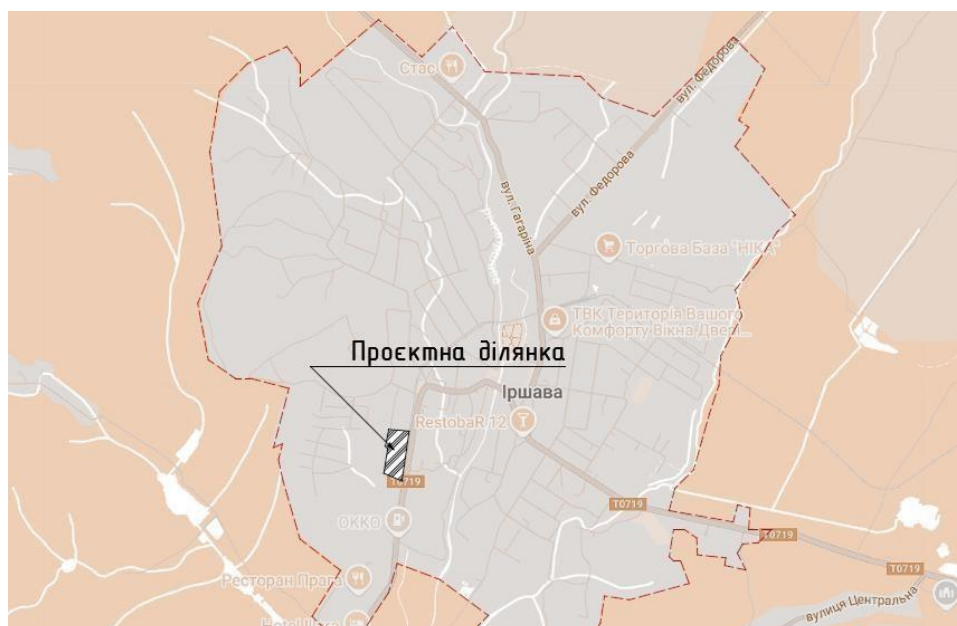 Стас
вул. Федорова
вул. Гагаріна
вул. Федорова
Торгова База "НІКА"
ТВК Територія Вашого
Комфорту Вікна Двері...
Проєктна ділянка
Іршава
RestobaR 12
T0719
T0719
ОККО
T0719
T0719
Ресторан Прага
вулиця Центральна
Hotel